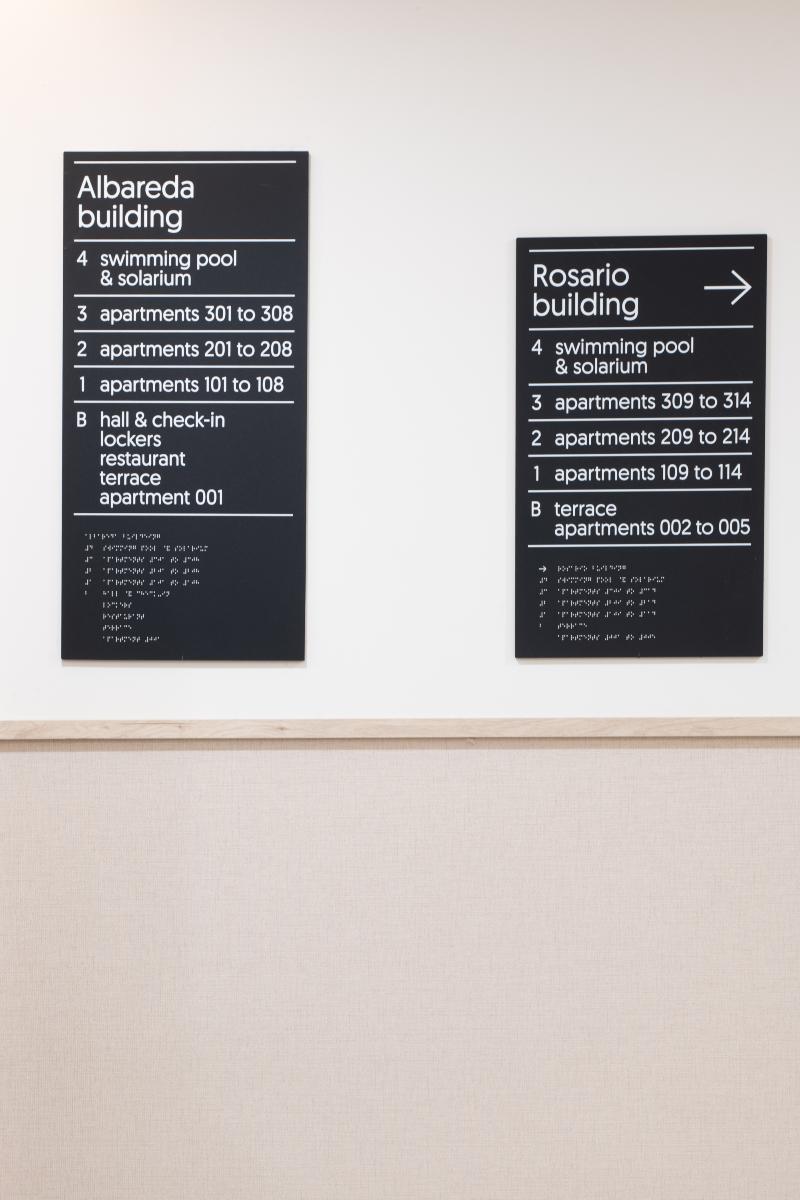 Albareda
building
4 swimming pool
& solarium
3 apartments 301 to 308
2 apartments 201 to 208
1 apartments 101 to 108
B hall & check-in
lockers
restaurant
terrace
apartment 001
Rosario →
building
4 swimming pool
& solarium
3 apartments 309 to 314
2 apartments 209 to 214
1 apartments 109 to 114
B terrace
apartments 002 to 005